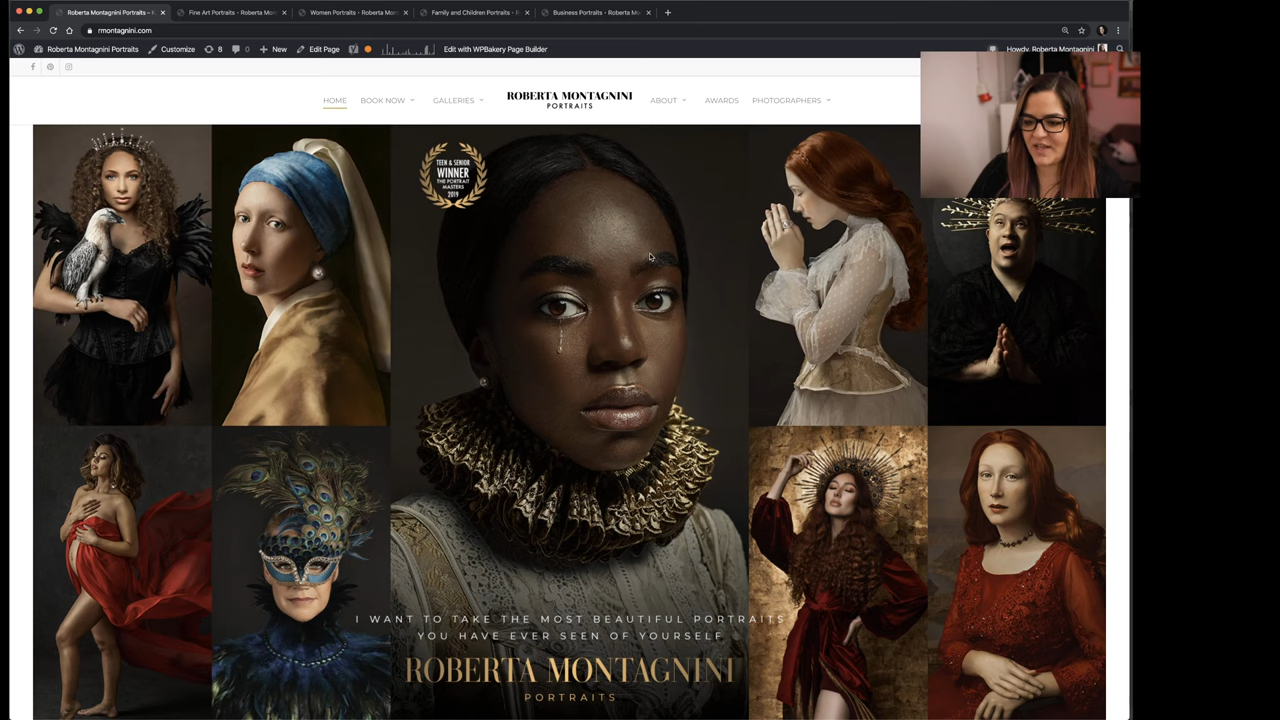 Roberta Montagnini Portraits – R
Fine Art Portraits - Roberta Mon
Women Portraits - Roberta Mom
Family and Children Portraits - R
Business Portraits - Roberta Mo
rmontagnini.com
Roberta Montagnini Portraits
Customize
8
0
New
Edit Page
Edit with WPBakery Page Builder
Howdy, Roberta Montagnini
HOME
BOOK NOW
GALLERIES
ROBERTA MONTAGNINI
PORTRAITS
ABOUT
AWARDS
PHOTOGRAPHERS
TEEN & SENIOR
WINNER
THE PORTRAIT
MASTERS
2019
I WANT TO TAKE THE MOST BEAUTIFUL PORTRAITS
YOU HAVE EVER SEEN OF YOURSELF
ROBERTA MONTAGNINI
PORTRAITS